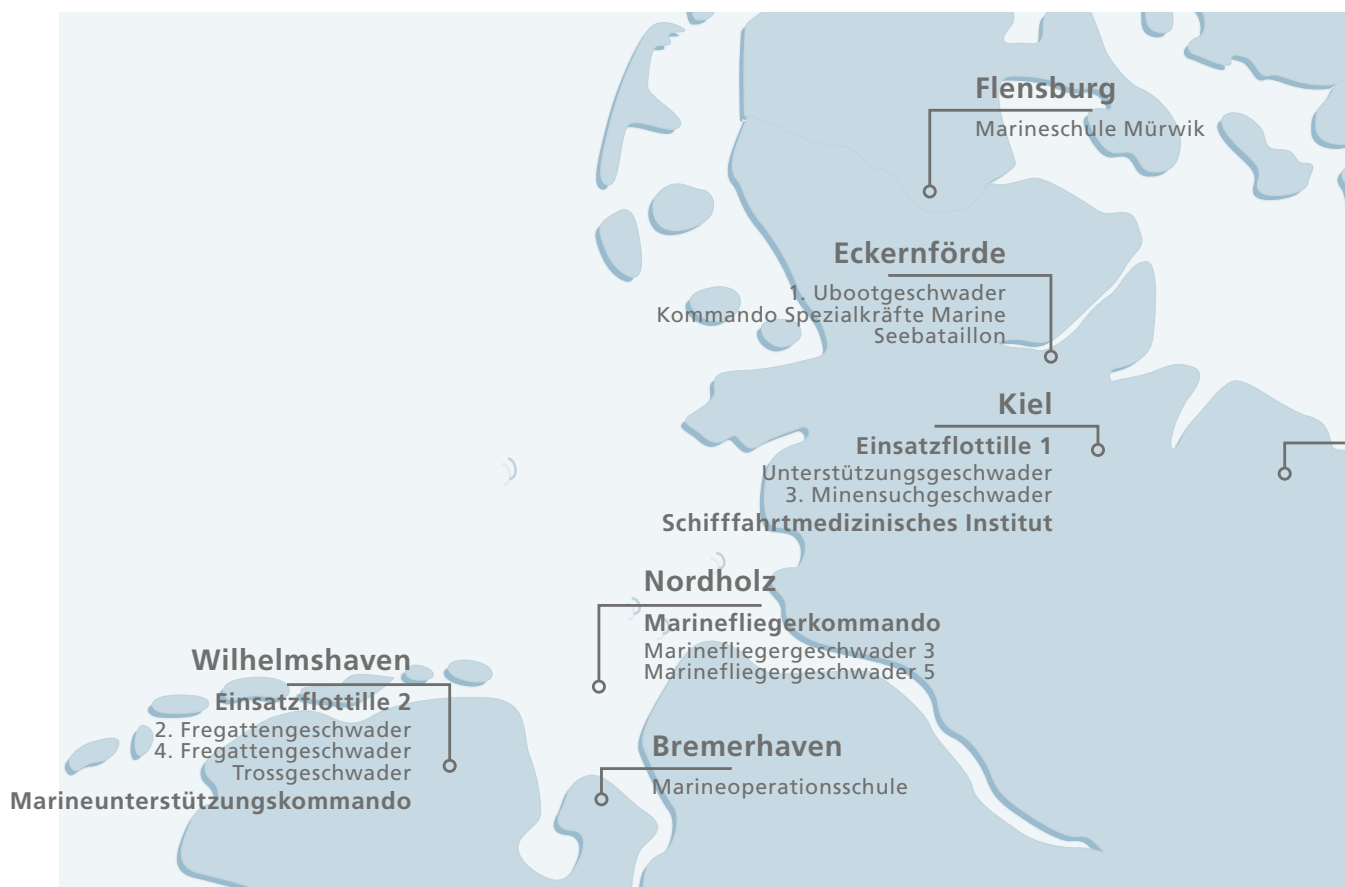 Flensburg
Marineschule Mürwik
Eckernförde
1. Ubootgeschwader
Kommando Spezialkräfte Marine
Seebataillon
Kiel
Einsatzflottille 1
Unterstützungsgeschwader
3. Minensuchgeschwader
Schifffahrtmedizinisches Institut
Nordholz
Marinefliegerkommando
Marinefliegergeschwader 3
Marinefliegergeschwader 5
Wilhelmshaven
Einsatzflottille 2
2. Fregattengeschwader
4. Fregattengeschwader
Trossgeschwader
Marineunterstützungskommando
Bremerhaven
Marineoperationsschule